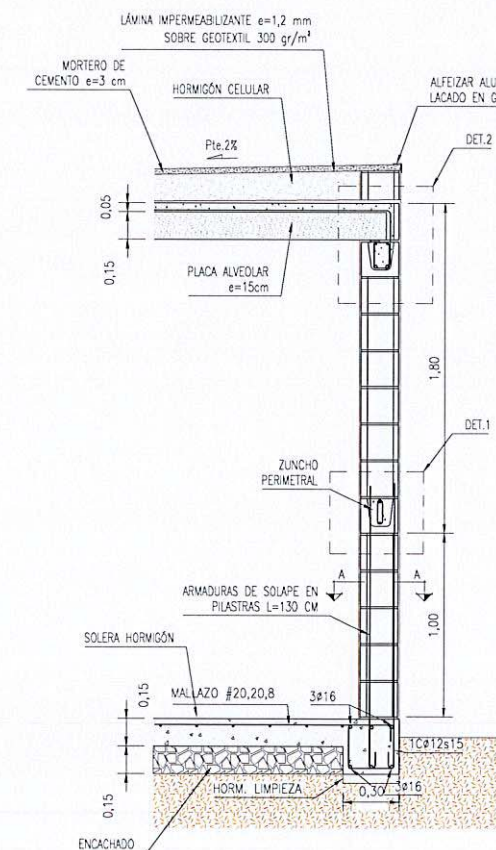 LÁMINA IMPERMEABILIZANTE e=1,2 mm
SOBRE GEOTEXTIL 300 gr/m²
MORTERO DE
CEMENTO e=3 cm
HORMIGÓN CELULAR
ALFEIZAR ALU
LACADO EN G
Pte.2%
DET.2
0,05
0,15
PLACA ALVEOLAR
e=15cm
1,80
DET.1
ZUNCHO
PERIMETRAL
A
A
ARMADURAS DE SOLAPE EN
PILASTRAS L=130 CM
1,00
SOLERA HORMIGÓN
0,15
MALLAZO #20,20,8
3ø16
1Cø12s15
0,15
HORM. LIMPIEZA
0,30
3ø16
ENCACHADO